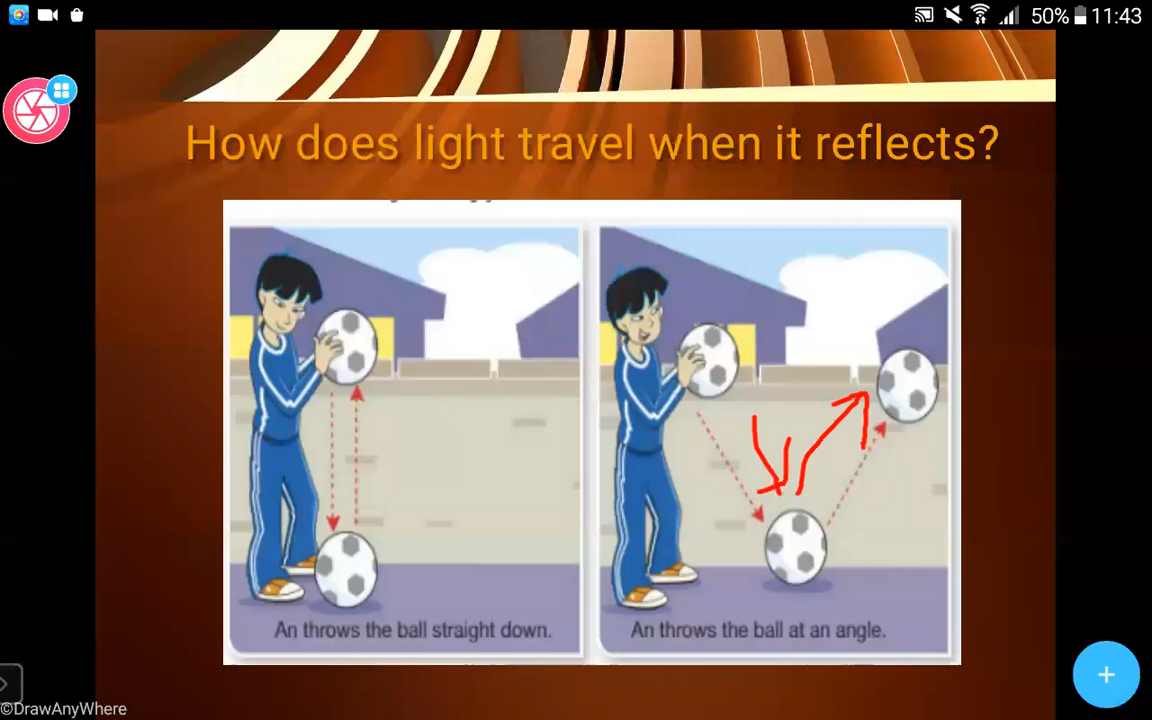 50% 11:43
How does light travel when it reflects?
An throws the ball straight down.
An throws the ball at an angle.
©DrawAnyWhere